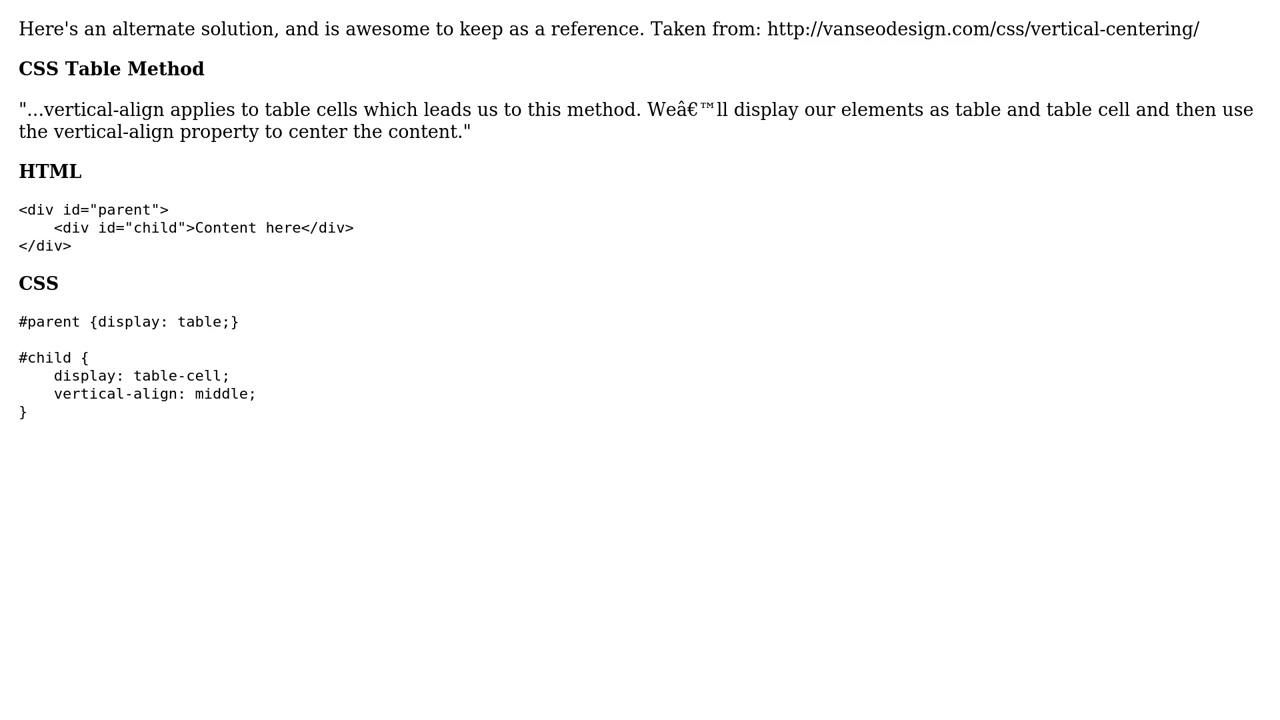 Here's an alternate solution, and is awesome to keep as a reference. Taken from: http://vanseodesign.com/css/vertical-centering/
CSS Table Method
"...vertical-align applies to table cells which leads us to this method. Weâ€™ll display our elements as table and table cell and then use
the vertical-align property to center the content."
HTML
<div id="parent">
    <div id="child">Content here</div>
</div>
CSS
#parent {display: table;}
#child {
    display: table-cell;
    vertical-align: middle;
}